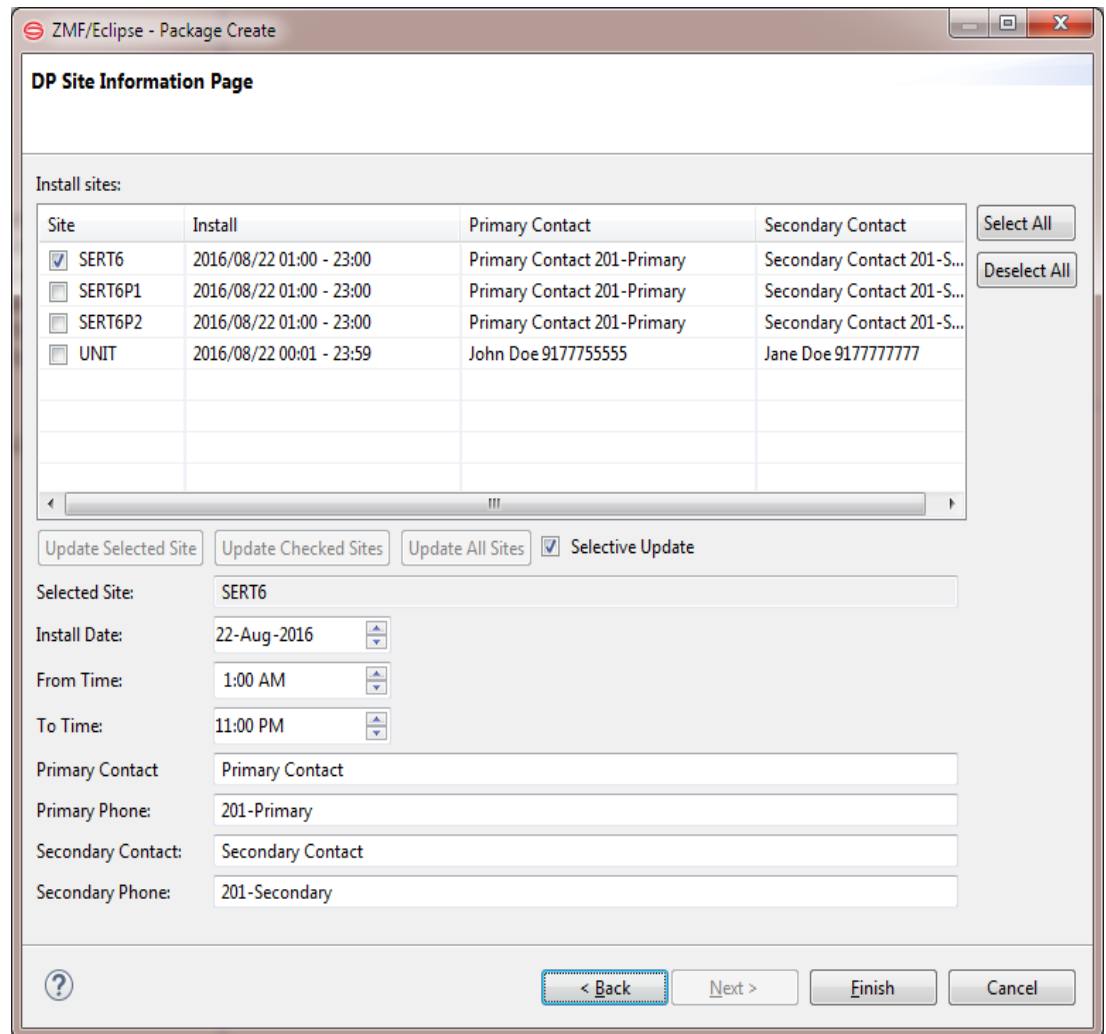 ZMF/Eclipse - Package Create
DP Site Information Page
Install sites:
Site Install Primary Contact Secondary Contact
SERT6 2016/08/22 01:00 - 23:00 Primary Contact 201-Primary Secondary Contact 201-S...
SERT6P1 2016/08/22 01:00 - 23:00 Primary Contact 201-Primary Secondary Contact 201-S...
SERT6P2 2016/08/22 01:00 - 23:00 Primary Contact 201-Primary Secondary Contact 201-S...
UNIT 2016/08/22 00:01 - 23:59 John Doe 9177755555 Jane Doe 9177777777
Select All
Deselect All
Update Selected Site Update Checked Sites Update All Sites Selective Update
Selected Site: SERT6
Install Date: 22-Aug-2016
From Time: 1:00 AM
To Time: 11:00 PM
Primary Contact Primary Contact
Primary Phone: 201-Primary
Secondary Contact: Secondary Contact
Secondary Phone: 201-Secondary
? < Back Next > Finish Cancel